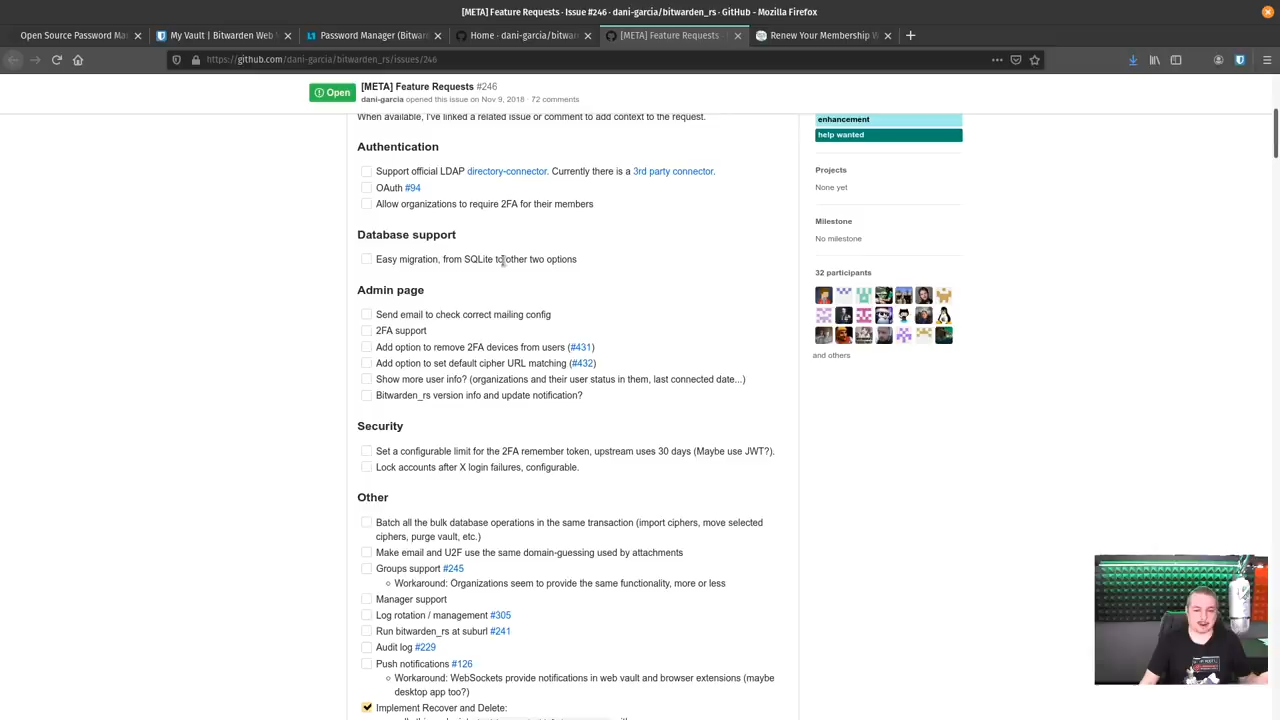 [META] Feature Requests · Issue #246 · dani-garcia/bitwarden_rs · GitHub - Mozilla Firefox
Open Source Password Ma
My Vault | Bitwarden Web
Password Manager (Bitwar
Home · dani-garcia/bitwar
[META] Feature Requests ·
Renew Your Membership
https://github.com/dani-garcia/bitwarden_rs/issues/246
Open
[META] Feature Requests #246
dani-garcia opened this issue on Nov 9, 2018 · 72 comments
When available, I've linked a related issue or comment to add context to the request.
Authentication
Support official LDAP directory-connector. Currently there is a 3rd party connector.
OAuth #94
Allow organizations to require 2FA for their members
Database support
Easy migration, from SQLite to other two options
Admin page
Send email to check correct mailing config
2FA support
Add option to remove 2FA devices from users (#431)
Add option to set default cipher URL matching (#432)
Show more user info? (organizations and their user status in them, last connected date...)
Bitwarden_rs version info and update notification?
Security
Set a configurable limit for the 2FA remember token, upstream uses 30 days (Maybe use JWT?).
Lock accounts after X login failures, configurable.
Other
Batch all the bulk database operations in the same transaction (import ciphers, move selected
ciphers, purge vault, etc.)
Make email and U2F use the same domain-guessing used by attachments
Groups support #245
Workaround: Organizations seem to provide the same functionality, more or less
Manager support
Log rotation / management #305
Run bitwarden_rs at suburl #241
Audit log #229
Push notifications #126
Workaround: WebSockets provide notifications in web vault and browser extensions (maybe
desktop app too?)
Implement Recover and Delete:
enhancement
help wanted
Projects
None yet
Milestone
No milestone
32 participants
and others